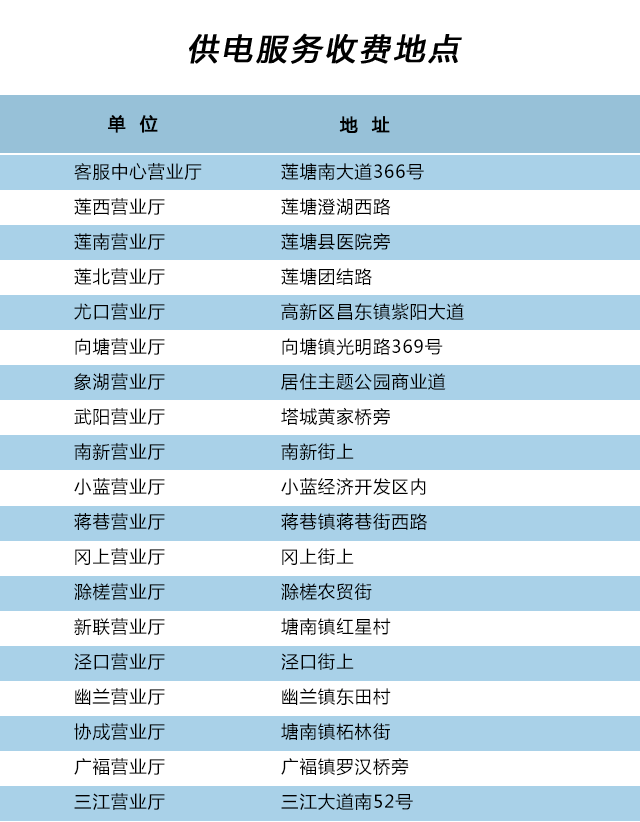 供电服务收费地点
单 位 地 址
客服中心营业厅 莲塘南大道366号
莲西营业厅 莲塘澄湖西路
莲南营业厅 莲塘县医院旁
莲北营业厅 莲塘团结路
尤口营业厅 高新区昌东镇紫阳大道
向塘营业厅 向塘镇光明路369号
象湖营业厅 居住主题公园商业道
武阳营业厅 塔城黄家桥旁
南新营业厅 南新街上
小蓝营业厅 小蓝经济开发区内
蒋巷营业厅 蒋巷镇蒋巷街西路
冈上营业厅 冈上街上
滁槎营业厅 滁槎农贸街
新联营业厅 塘南镇红星村
泾口营业厅 泾口街上
幽兰营业厅 幽兰镇东田村
协成营业厅 塘南镇柘林街
广福营业厅 广福镇罗汉桥旁
三江营业厅 三江大道南52号